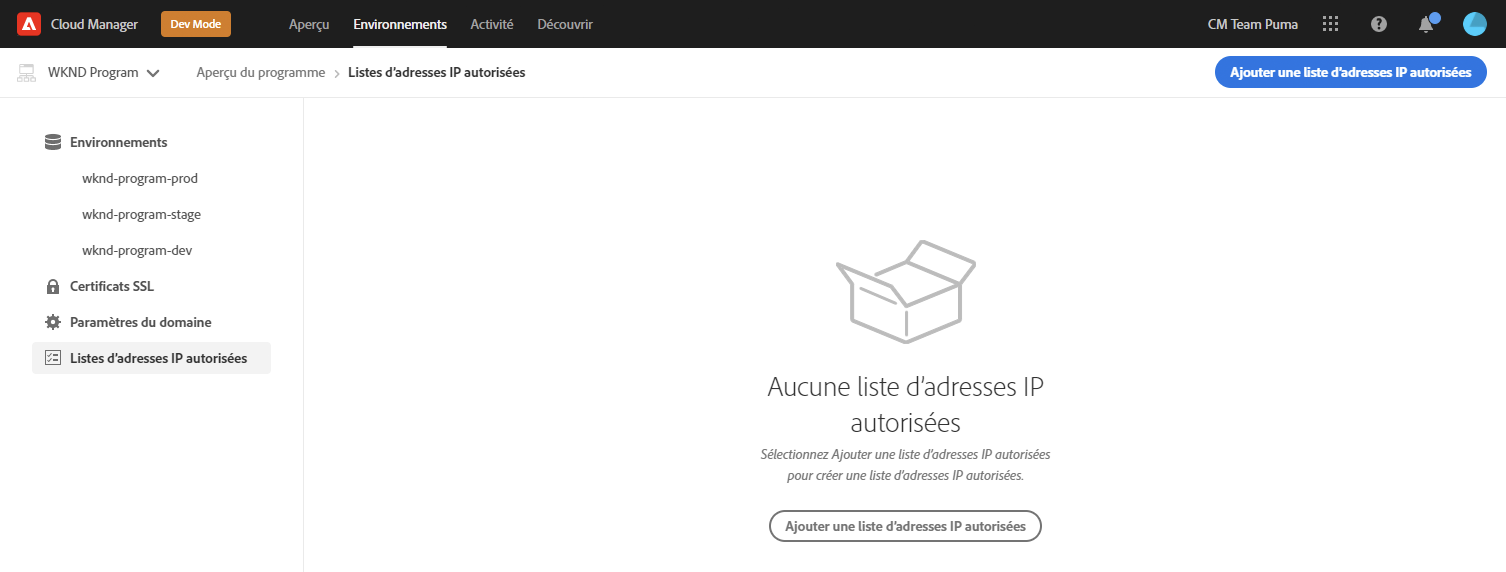 Cloud Manager Dev Mode Aperçu Environnements Activité Découvrir CM Team Puma
WKND Program Aperçu du programme > Listes d’adresses IP autorisées Ajouter une liste d’adresses IP autorisées
Environnements
wknd-program-prod
wknd-program-stage
wknd-program-dev
Certificats SSL
Paramètres du domaine
Listes d’adresses IP autorisées
Aucune liste d’adresses IP
autorisées
Sélectionnez Ajouter une liste d’adresses IP autorisées
pour créer une liste d’adresses IP autorisées.
Ajouter une liste d’adresses IP autorisées